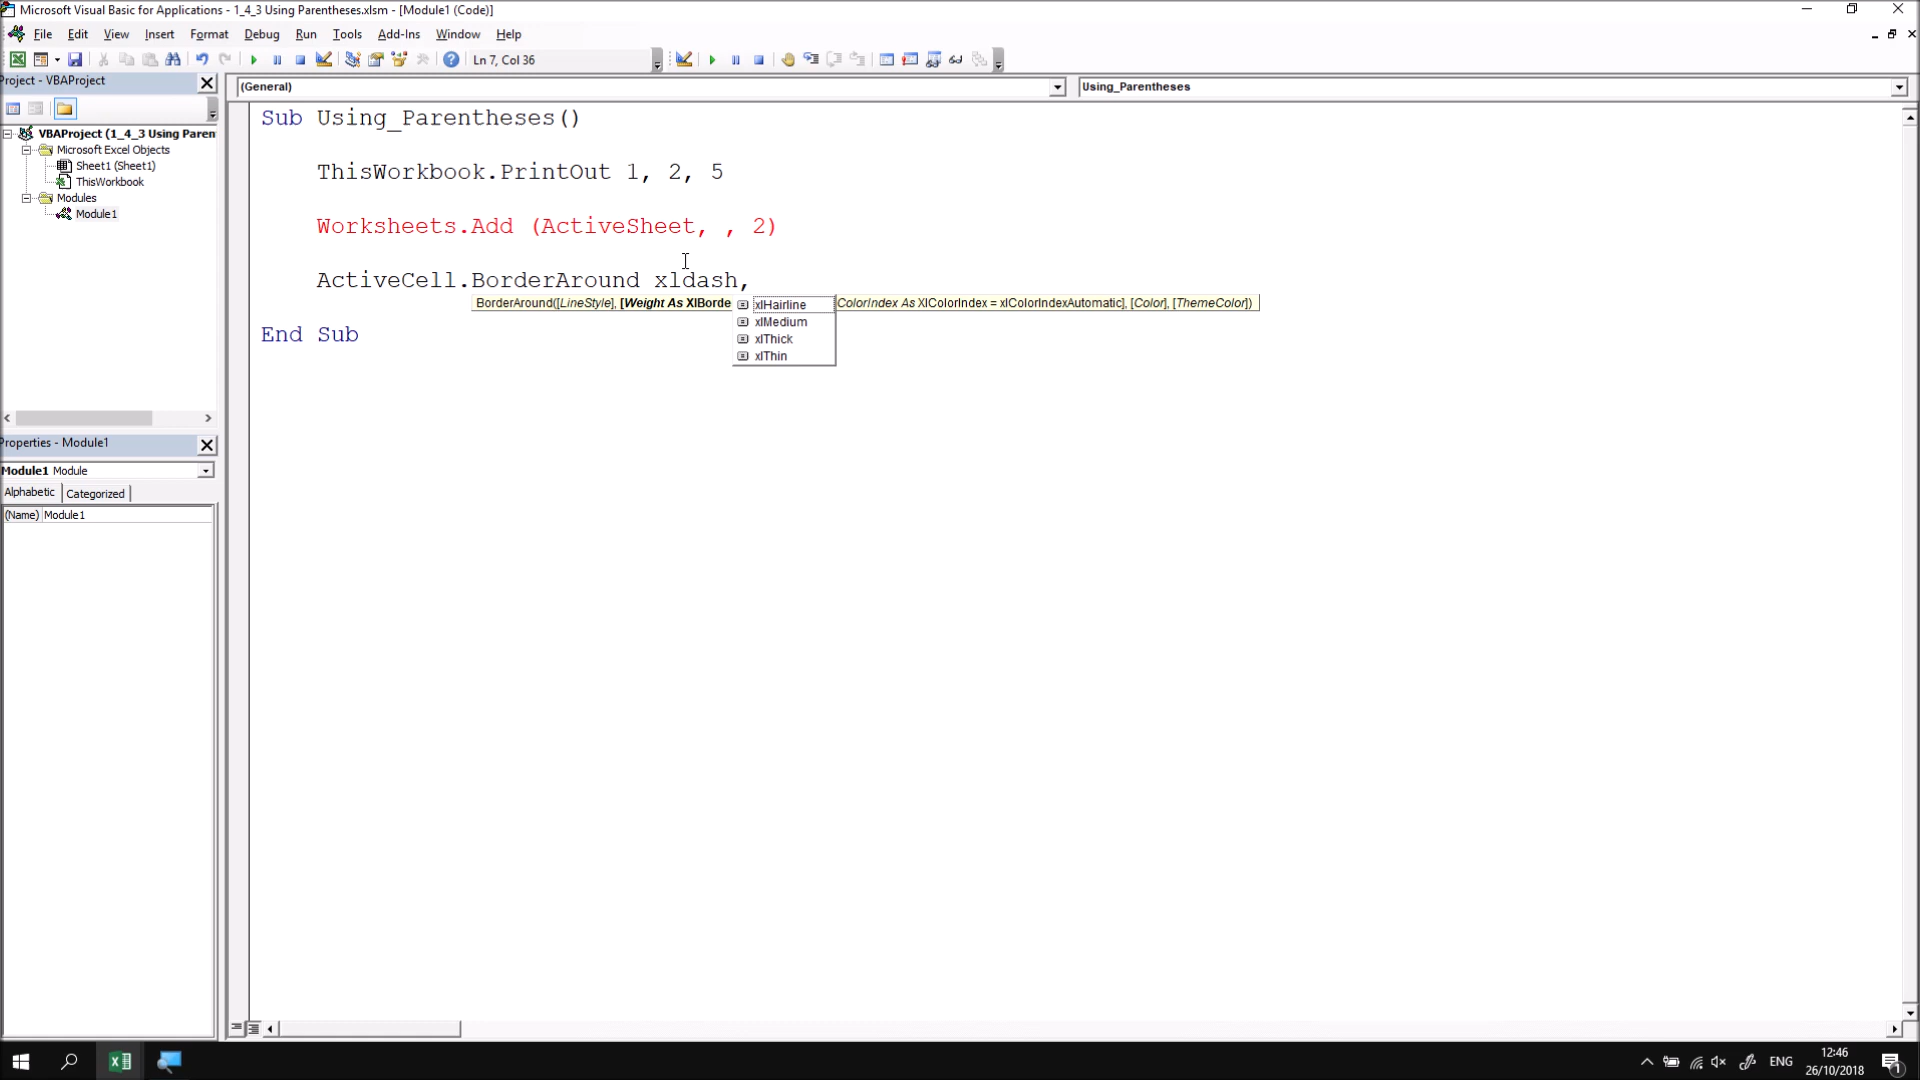 Microsoft Visual Basic for Applications - 1_4_3 Using Parentheses.xlsm - [Module1 (Code)]
File Edit View Insert Format Debug Run Tools Add-Ins Window Help
Ln 7, Col 36
Project - VBAProject
(General)
Using_Parentheses
VBAProject (1_4_3 Using Paren
Microsoft Excel Objects
Sheet1 (Sheet1)
ThisWorkbook
Modules
Module1
Sub Using_Parentheses()
ThisWorkbook.PrintOut 1, 2, 5
Worksheets.Add (ActiveSheet, , 2)
ActiveCell.BorderAround xldash,
BorderAround([LineStyle], [Weight As XlBorde
ColorIndex As XlColorIndex = xlColorIndexAutomatic], [Color], [ThemeColor])
xlHairline
xlMedium
xlThick
xlThin
End Sub
Properties - Module1
Module1 Module
Alphabetic Categorized
(Name) Module1
ENG
12:46
26/10/2018
1